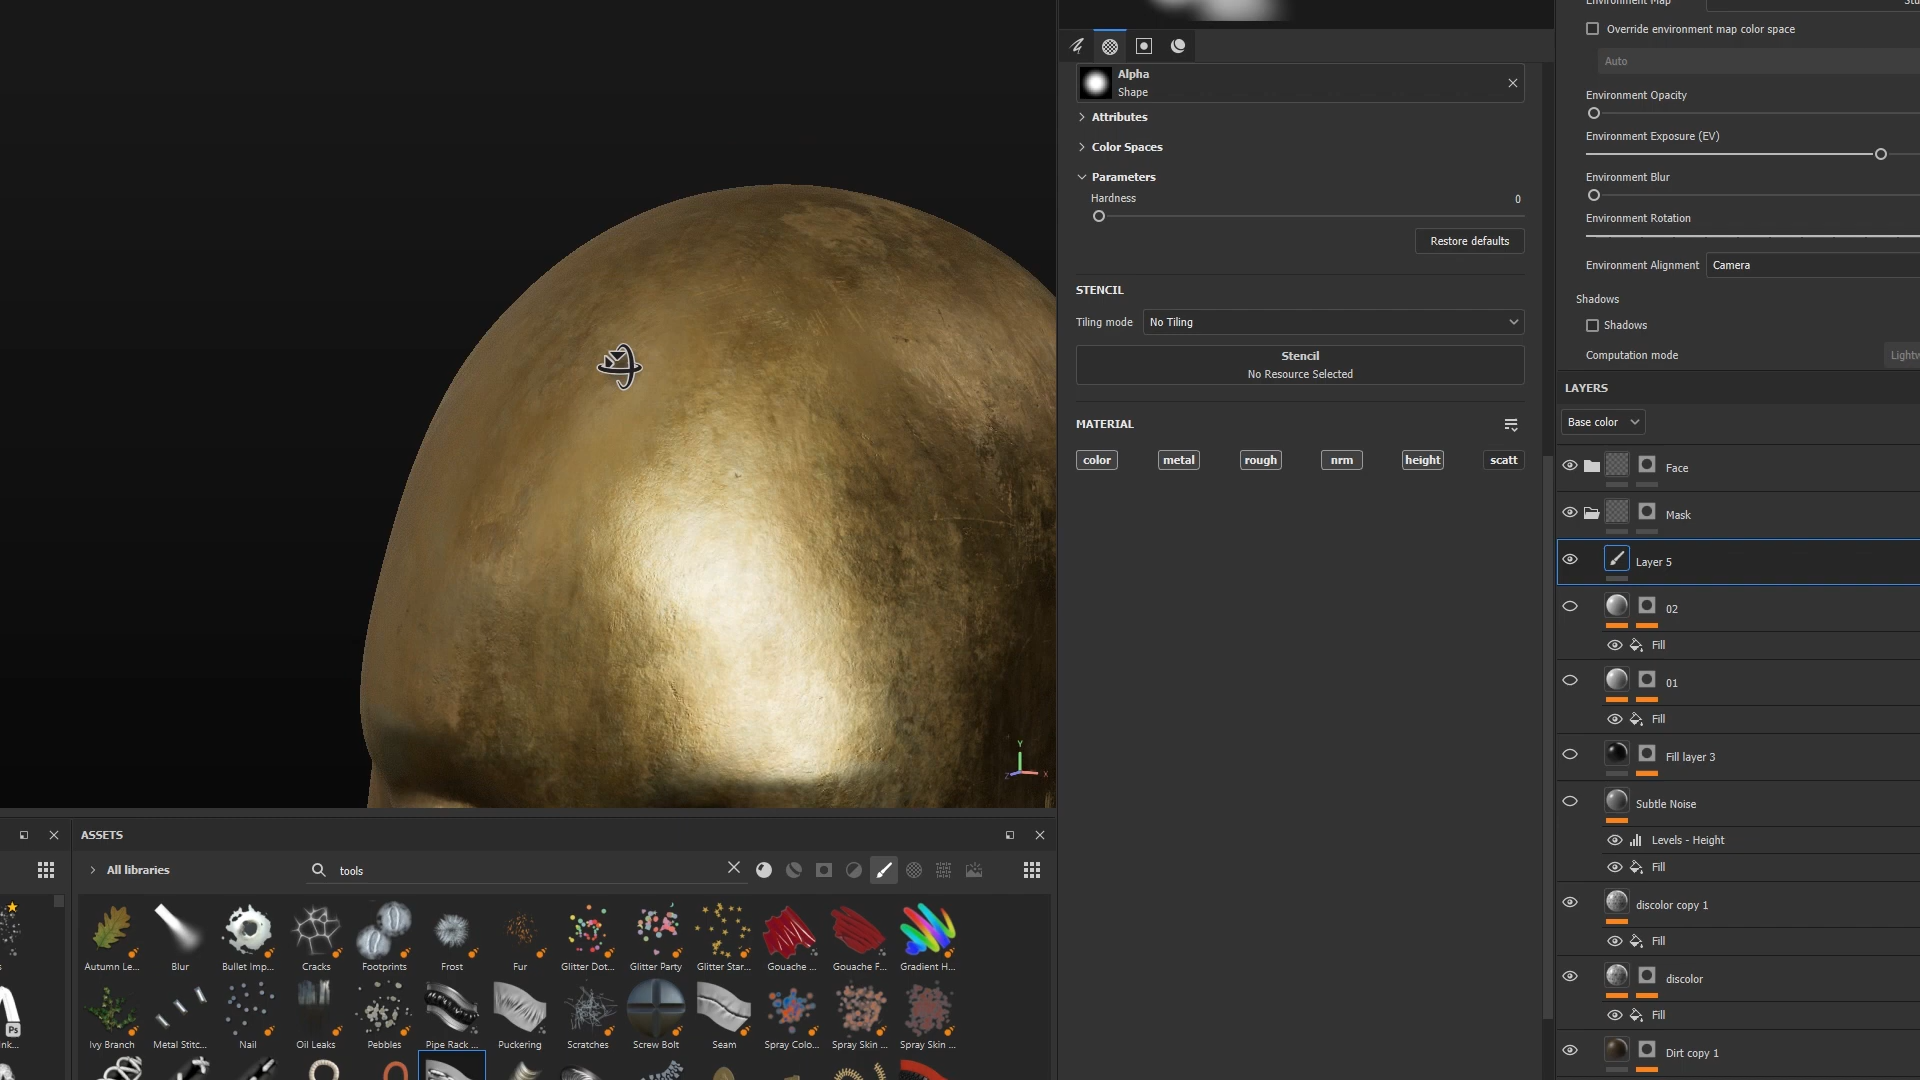 Override environment map color space
Auto
Environment Opacity
Environment Exposure (EV)
Environment Blur
Environment Rotation
Environment Alignment
Camera
Shadows
Shadows
Computation mode
Alpha
Shape
Attributes
Color Spaces
Parameters
Hardness
0
Restore defaults
STENCIL
Tiling mode
No Tiling
Stencil
No Resource Selected
MATERIAL
color
metal
rough
nrm
height
scatt
LAYERS
Base color
Face
Mask
Layer 5
02
Fill
01
Fill
Fill layer 3
Subtle Noise
Levels - Height
Fill
discolor copy 1
Fill
discolor
Fill
Dirt copy 1
Y
X
Z
ASSETS
All libraries
tools
Autumn Le...
Blur
Bullet Imp...
Cracks
Footprints
Frost
Fur
Glitter Dot...
Glitter Party
Glitter Star...
Gouache ...
Gouache F...
Gradient H...
Ps
Ivy Branch
Metal Stitc...
Nail
Oil Leaks
Pebbles
Pipe Rack ...
Puckering
Scratches
Screw Bolt
Seam
Spray Colo...
Spray Skin ...
Spray Skin ...